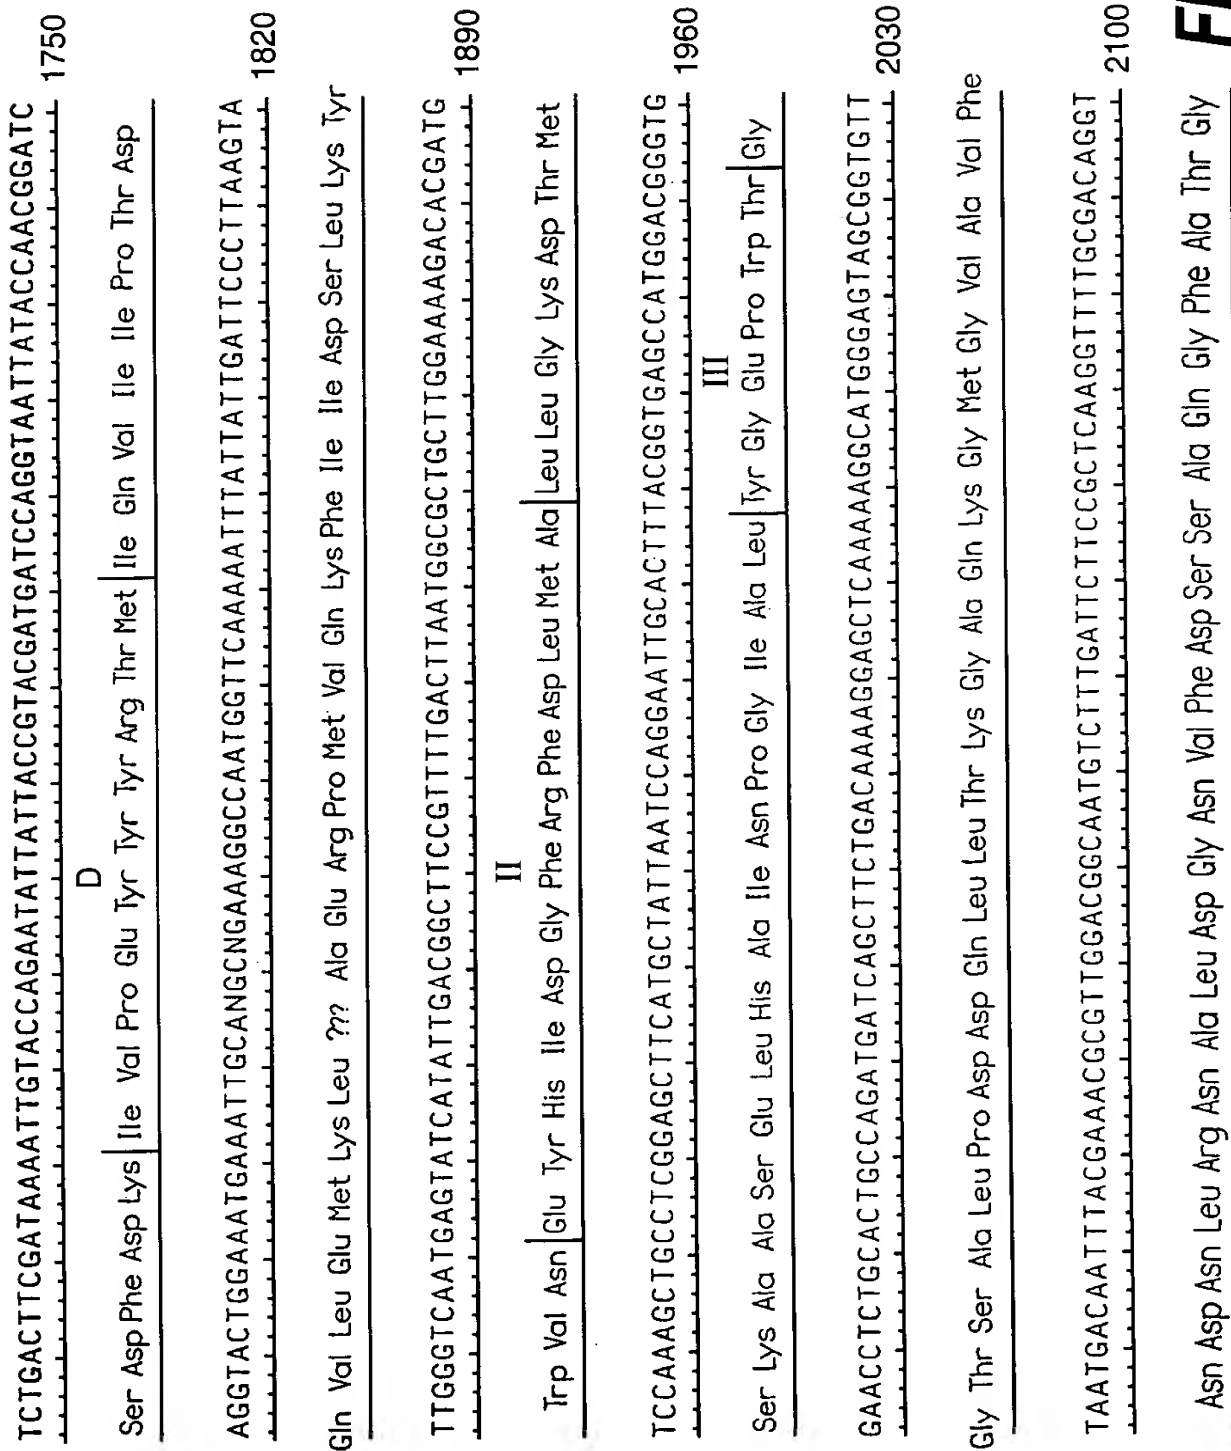 TCTGACTTCGATAAAATTGTACCAGAATATTATTACCGTACGATGATCCAGGTAATTATACCAACGGATC 1750
D
Ser Asp Phe Asp Lys Ile Val Pro Glu Tyr Tyr Tyr Arg Thr Met Ile Gln Val Ile Ile Pro Thr Asp
AGGTACTGGAAATGAAATTGCANGCNGAAAGGCCAATGGTTCAAAAATTTATTATTGATTCCCTTAAGTA 1820
Gln Val Leu Glu Met Lys Leu ??? Ala Glu Arg Pro Met Val Gln Lys Phe Ile Ile Asp Ser Leu Lys Tyr
TTGGGTCAATGAGTATCATATTGACGGCTTCCGTTTTGACTTAATGGCGCTGCTTGGAAAAGACACGATG 1890
II
Trp Val Asn Glu Tyr His Ile Asp Gly Phe Arg Phe Asp Leu Met Ala Leu Leu Gly Lys Asp Thr Met
TCCAAAGCTGCCTCGGAGCTTCATGCTATTAATCCAGGAATTGCACTTTACGGTGAGCCATGGACGGGTG 1960
III
Ser Lys Ala Ala Ser Glu Leu His Ala Ile Asn Pro Gly Ile Ala Leu Tyr Gly Glu Pro Trp Thr Gly
GAACCTCTGCACTGCCAGATGATCAGCTTCTGACAAAAGGAGCTCAAAAAGGCATGGGAGTAGCGGTGTT 2030
Gly Thr Ser Ala Leu Pro Asp Asp Gln Leu Leu Thr Lys Gly Ala Gln Lys Gly Met Gly Val Ala Val Phe
TAATGACAATTTACGAAACGCGTTGGACGGCAATGTCTTTGATTCTTCCGCTCAAGGTTTTGCGACAGGT 2100
Asn Asp Asn Leu Arg Asn Ala Leu Asp Gly Asn Val Phe Asp Ser Ser Ala Gln Gly Phe Ala Thr Gly